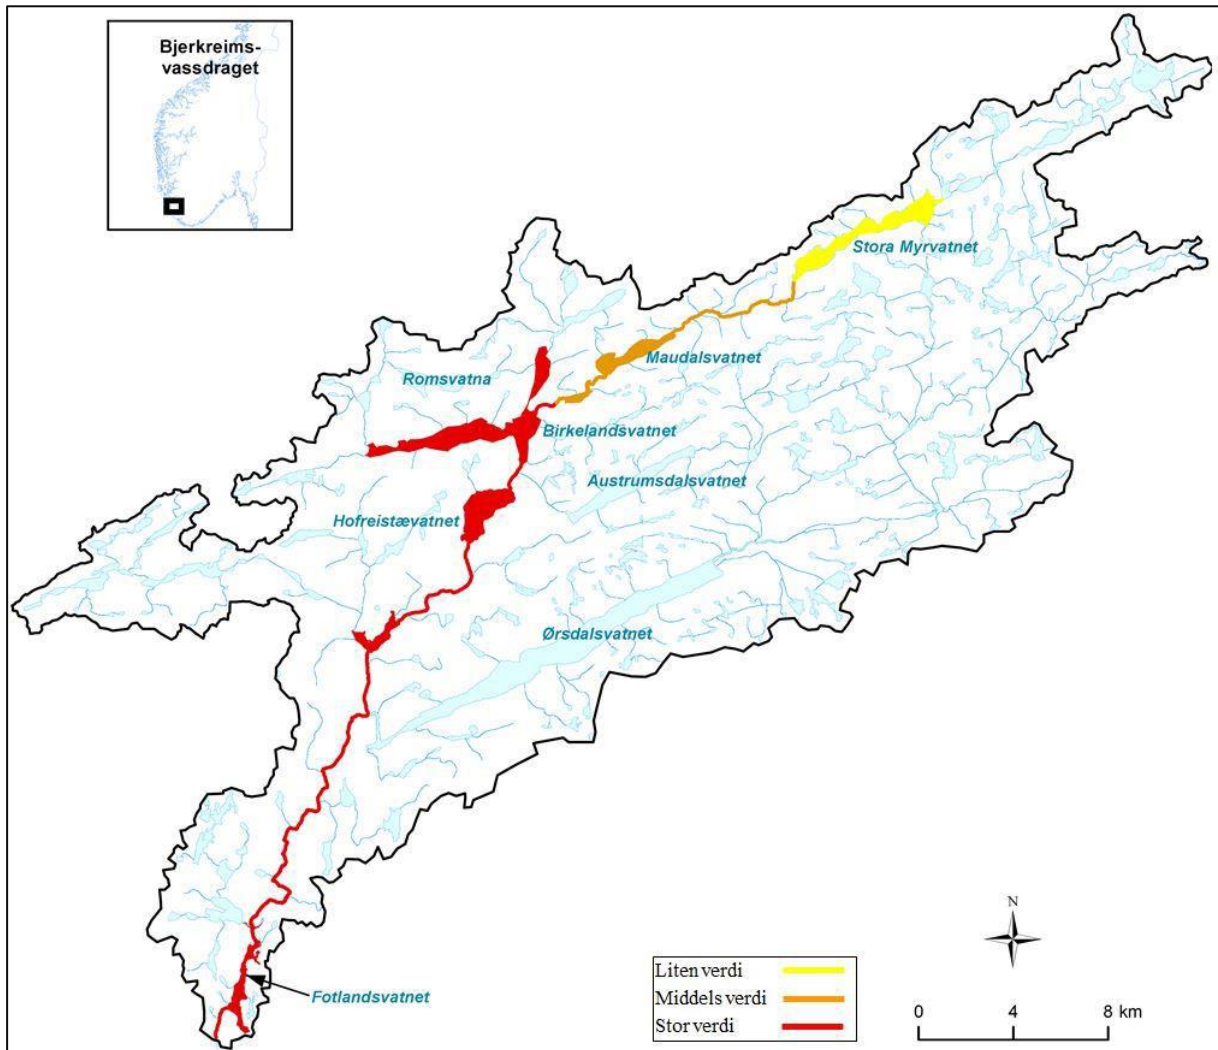 Bjerkreims-
vassdraget
Stora Myrvatnet
Maudalsvatnet
Romsvatna
Birkelandsvatnet
Austrumsdalsvatnet
Hofreistævatnet
Ørsdalsvatnet
Fotlandsvatnet
N
Liten verdi
Middels verdi
Stor verdi
0 4 8 km